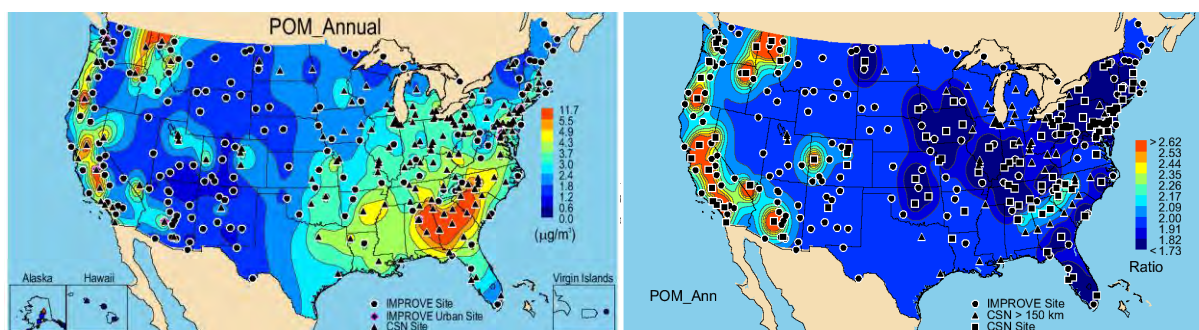 POM_Annual
11.7
5.5
4.9
4.3
3.7
3.0
2.4
1.8
1.2
0.6
0.0
(μg/m³)
Alaska
Hawaii
Virgin Islands
IMPROVE Site
IMPROVE Urban Site
CSN Site
> 2.62
2.53
2.44
2.35
2.26
2.17
2.09
2.00
1.91
1.82
< 1.73
Ratio
POM_Ann
IMPROVE Site
CSN > 150 km
CSN Site